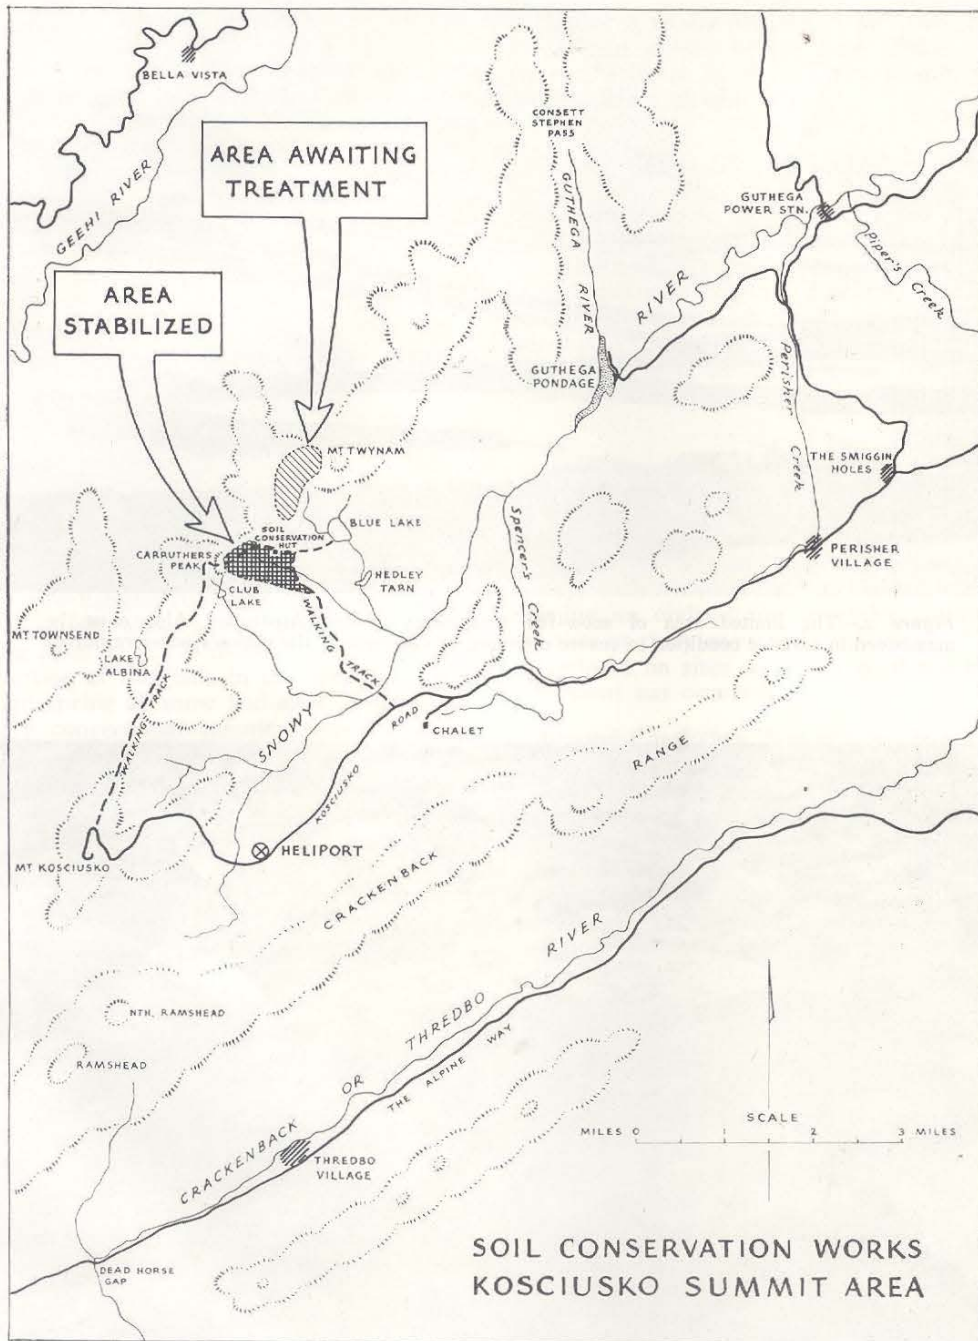 BELLA VISTA
GEEHI RIVER
AREA AWAITING
TREATMENT
AREA
STABILIZED
CONSETT
STEPHEN
PASS
GUTHEGA
RIVER
GUTHEGA
POWER STN.
Piper's
Creek
RIVER
GUTHEGA
PONDAGE
Perisher
Creek
MT. TWYNAM
THE SMIGGIN
HOLES
SOIL
CONSERVATION
HUT
BLUE LAKE
Spencer's
Creek
PERISHER
VILLAGE
CARRUTHERS
PEAK
CLUB
LAKE
HEDLEY
TARN
MT. TOWNSEND
LAKE
ALBINA
WALKING TRACK
WALKING TRACK
SNOWY
KOSCIUSKO ROAD
CHALET
CRACKENBACK RANGE
MT. KOSCIUSKO
HELIPORT
NTH. RAMSHEAD
RAMSHEAD
CRACKENBACK OR THREDBO RIVER
THE ALPINE WAY
THREDBO
VILLAGE
DEAD HORSE
GAP
SCALE
MILES 0 1 2 3 MILES
SOIL CONSERVATION WORKS
KOSCIUSKO SUMMIT AREA